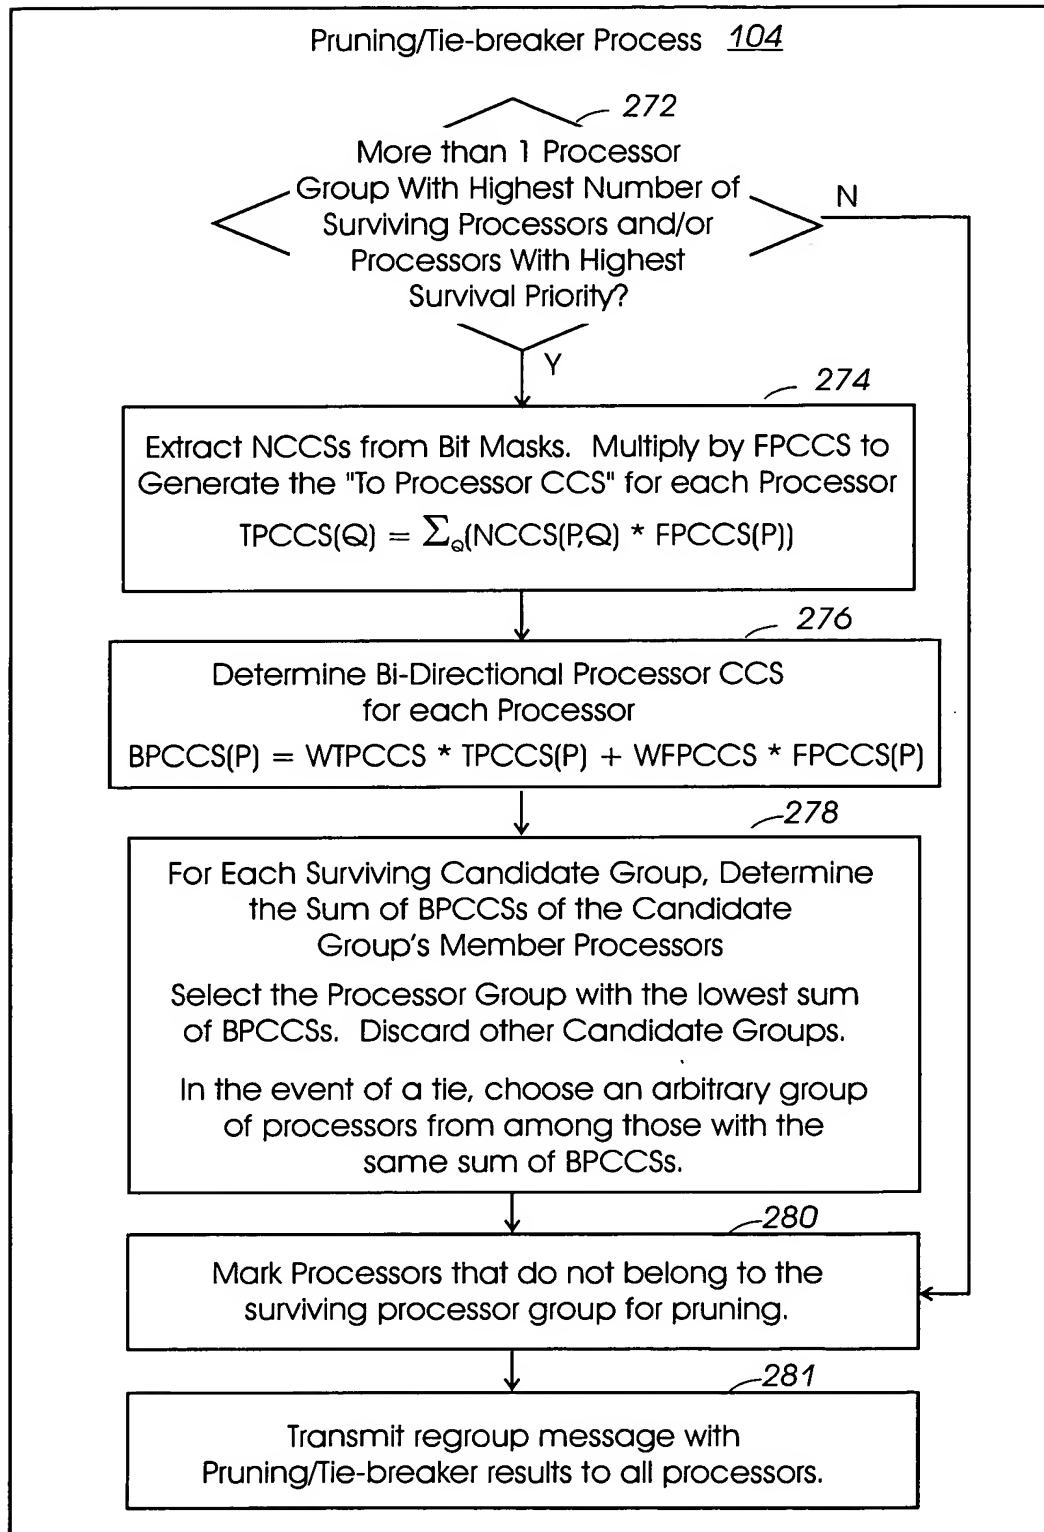 Pruning/Tie-breaker Process 104
272
More than 1 Processor
Group With Highest Number of
Surviving Processors and/or
Processors With Highest
Survival Priority?
N
Y
274
Extract NCCSs from Bit Masks. Multiply by FPCCS to
Generate the "To Processor CCS" for each Processor
TPCCS(Q) = ∑Q(NCCS(P,Q) * FPCCS(P))
276
Determine Bi-Directional Processor CCS
for each Processor
BPCCS(P) = WTPCCS * TPCCS(P) + WFPCCS * FPCCS(P)
278
For Each Surviving Candidate Group, Determine
the Sum of BPCCSs of the Candidate
Group's Member Processors
Select the Processor Group with the lowest sum
of BPCCSs. Discard other Candidate Groups.
In the event of a tie, choose an arbitrary group
of processors from among those with the
same sum of BPCCSs.
280
Mark Processors that do not belong to the
surviving processor group for pruning.
281
Transmit regroup message with
Pruning/Tie-breaker results to all processors.